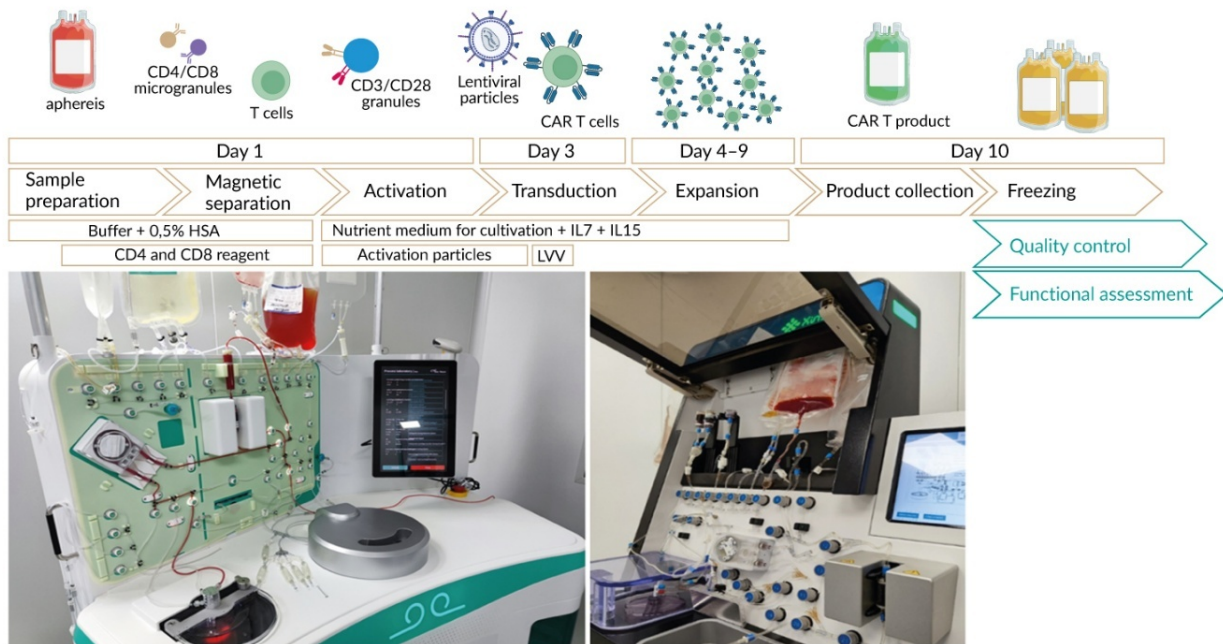 aphereis
CD4/CD8
microgranules
T cells
CD3/CD28
granules
Lentiviral
particles
CAR T cells
CAR T product
Day 1
Day 3
Day 4–9
Day 10
Sample
preparation
Magnetic
separation
Activation
Transduction
Expansion
Product collection
Freezing
Buffer + 0,5% HSA
Nutrient medium for cultivation + IL7 + IL15
CD4 and CD8 reagent
Activation particles
LVV
Quality control
Functional assessment